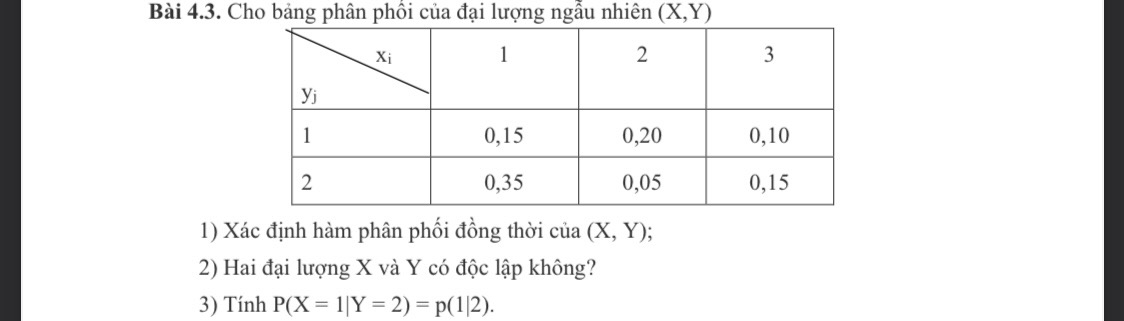 Bài 4.3. Cho bảng phân phối của đại lượng ngẫu nhiên (X,Y)
xi 1 2 3
yj
1 0,15 0,20 0,10
2 0,35 0,05 0,15
1) Xác định hàm phân phối đồng thời của (X, Y);
2) Hai đại lượng X và Y có độc lập không?
3) Tính P(X = 1|Y = 2) = p(1|2).